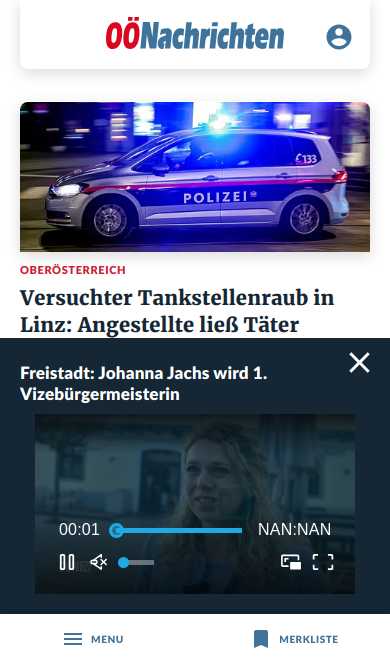 OÖNachrichten
POLIZEI
133
OBERÖSTERREICH
Versuchter Tankstellenraub in
Linz: Angestellte ließ Täter
Freistadt: Johanna Jachs wird 1.
Vizebürgermeisterin
00:01
NAN:NAN
MENU
MERKLISTE